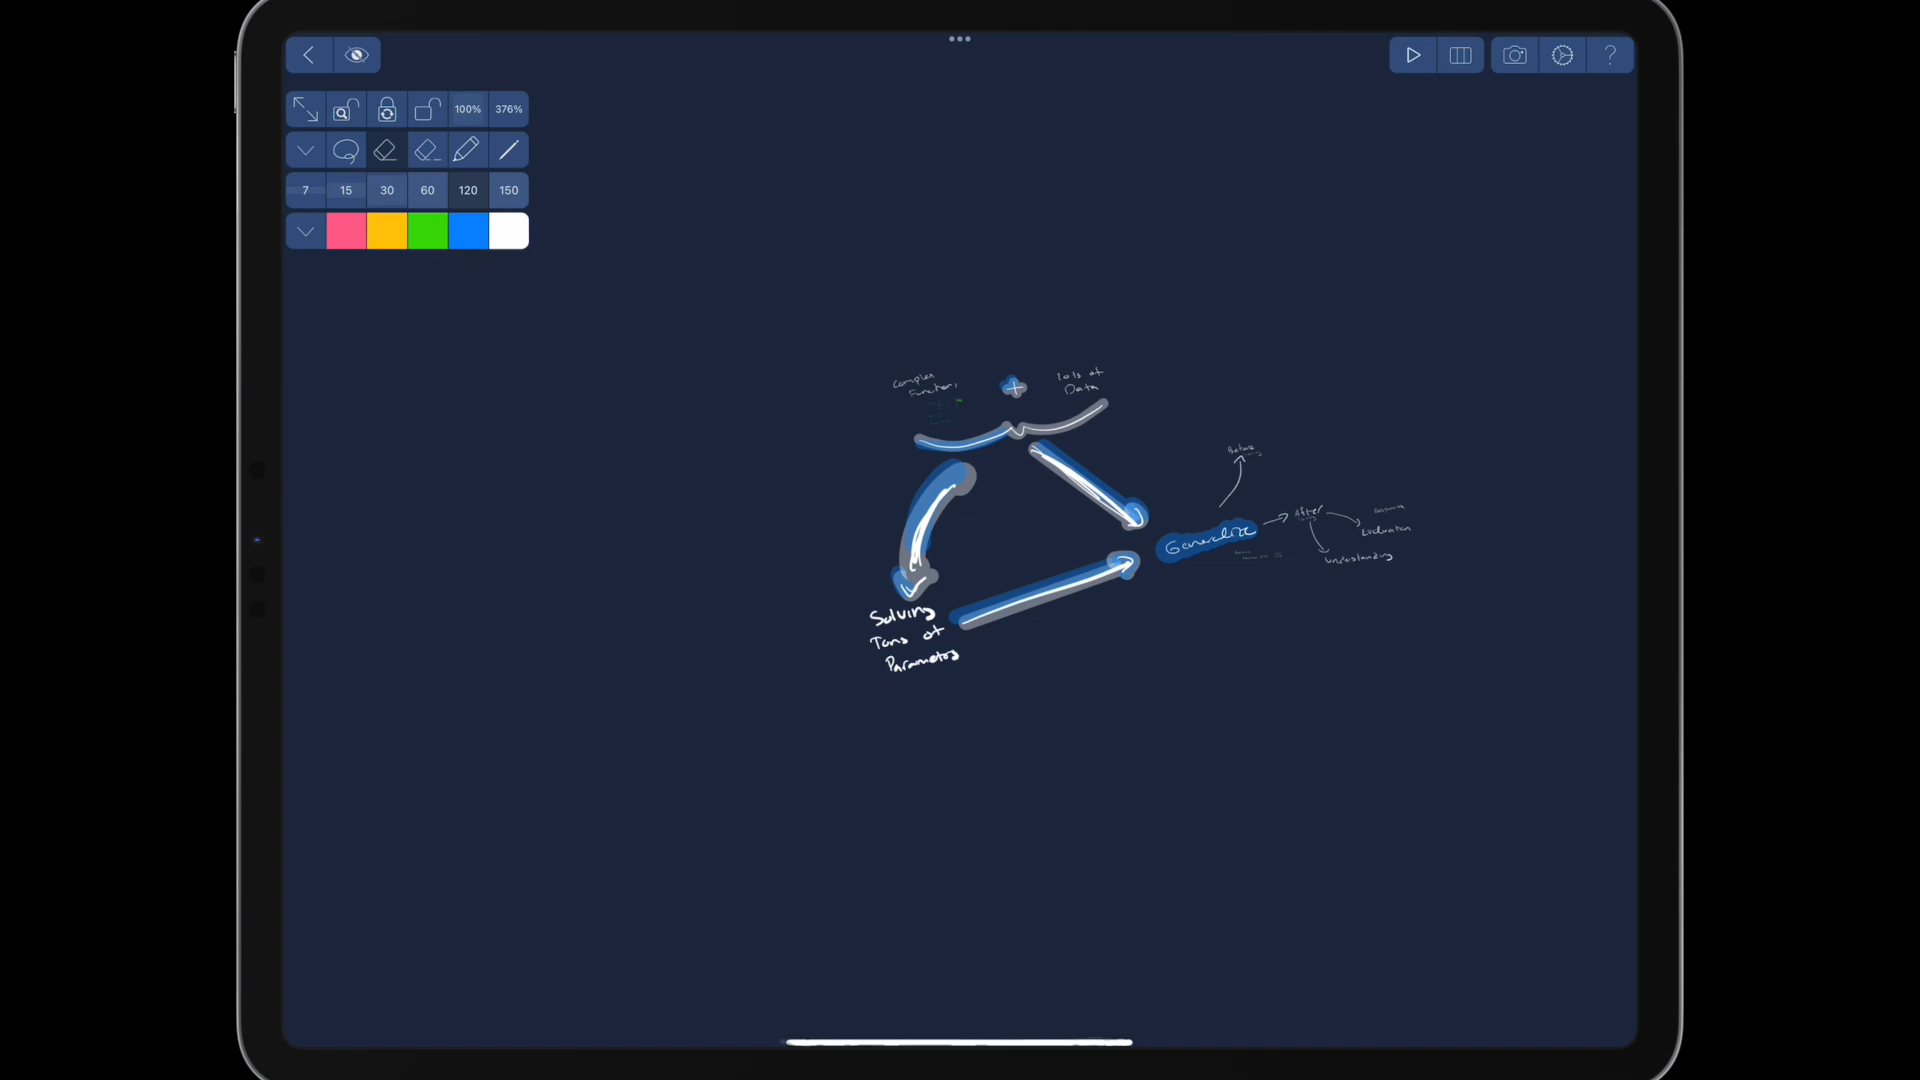 100% 376%
7 15 30 60 120 150
Complex
Function
+
lots of
Data
Before
Generalize
After
Evaluation
Understanding
Solving
Tons of
Parameters